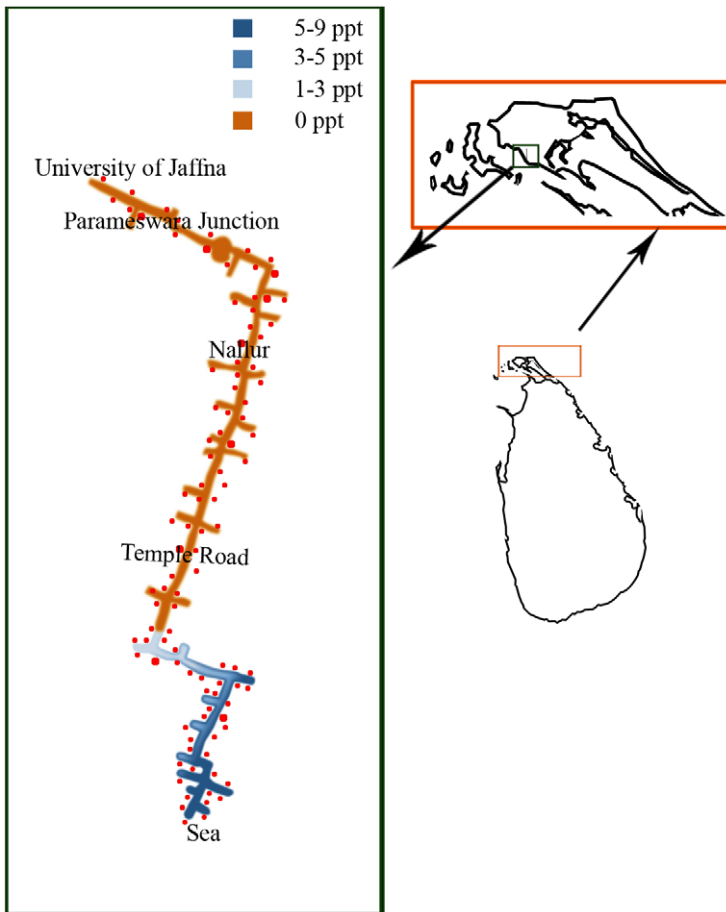 5-9 ppt
3-5 ppt
1-3 ppt
0 ppt
University of Jaffna
Parameswara Junction
Nallur
Temple Road
Sea